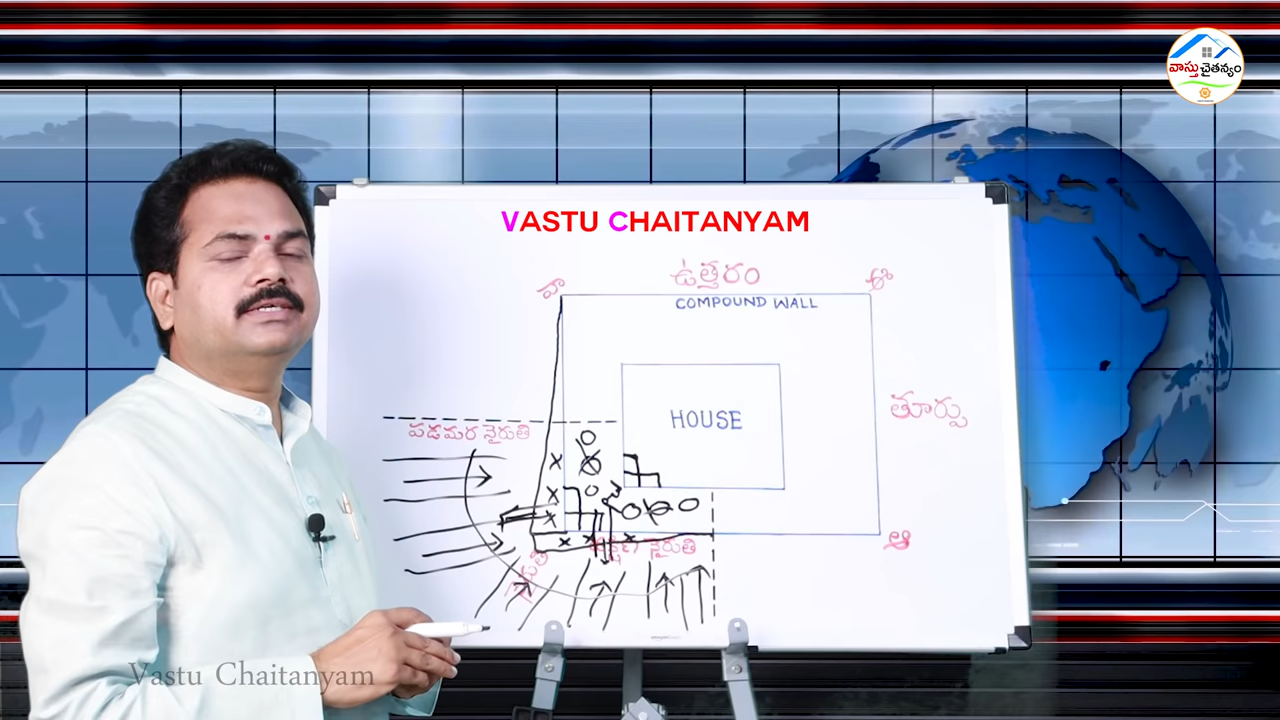 వాస్తు చైతన్యం
VASTU CHAITANYAM
వా ఉత్తరం ఈ
COMPOUND WALL
తూర్పు
HOUSE
పడమర నైరుతి
నైరుతి
ఆ
Vastu Chaitanyam